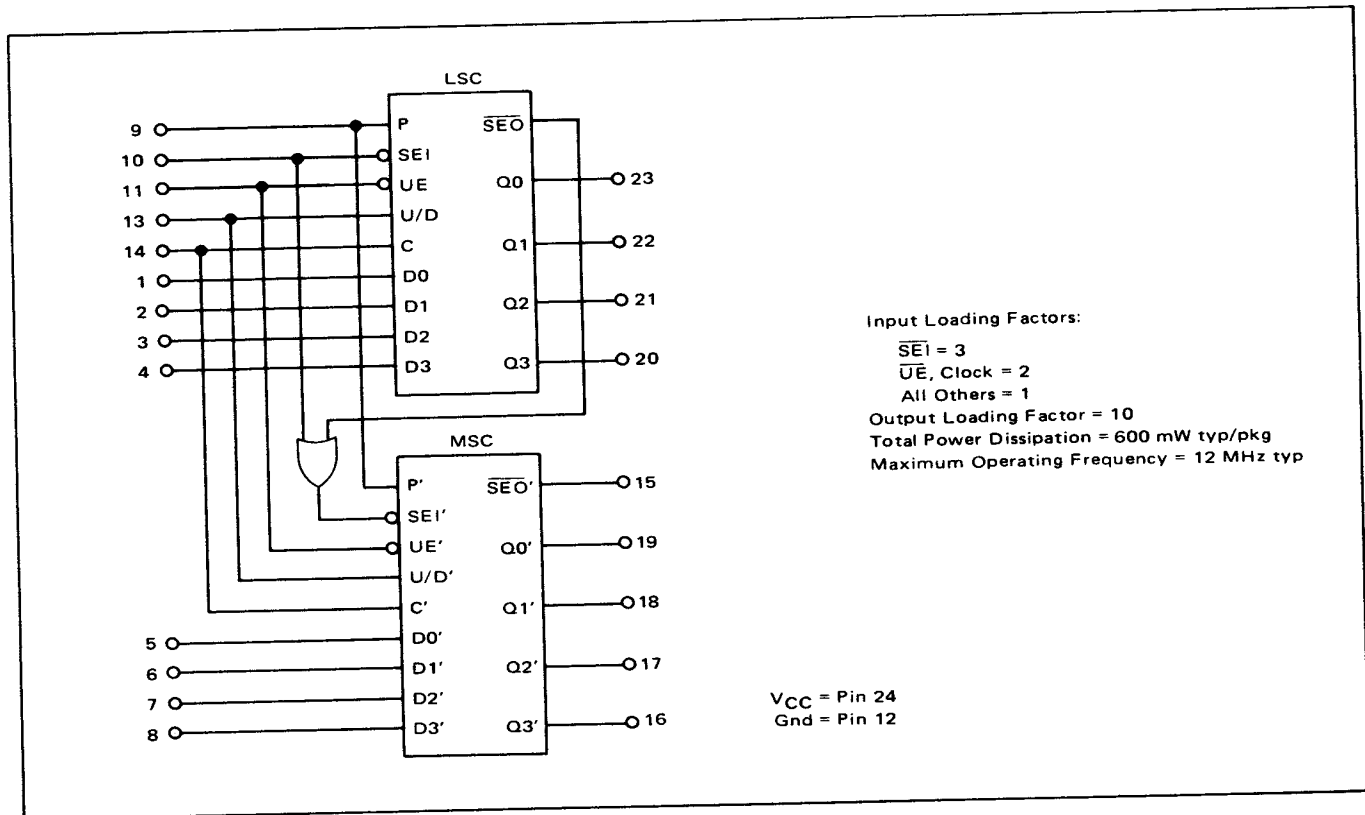 LSC
9 P SEO
10 SEI
11 UE Q0 23
13 U/D
14 C Q1 22
1 D0
2 D1 Q2 21
3 D2
4 D3 Q3 20
MSC
P' SEO' 15
SEI'
UE' Q0' 19
U/D'
C' Q1' 18
5 D0'
6 D1' Q2' 17
7 D2'
8 D3' Q3' 16
Input Loading Factors:
SEI = 3
UE, Clock = 2
All Others = 1
Output Loading Factor = 10
Total Power Dissipation = 600 mW typ/pkg
Maximum Operating Frequency = 12 MHz typ
VCC = Pin 24
Gnd = Pin 12